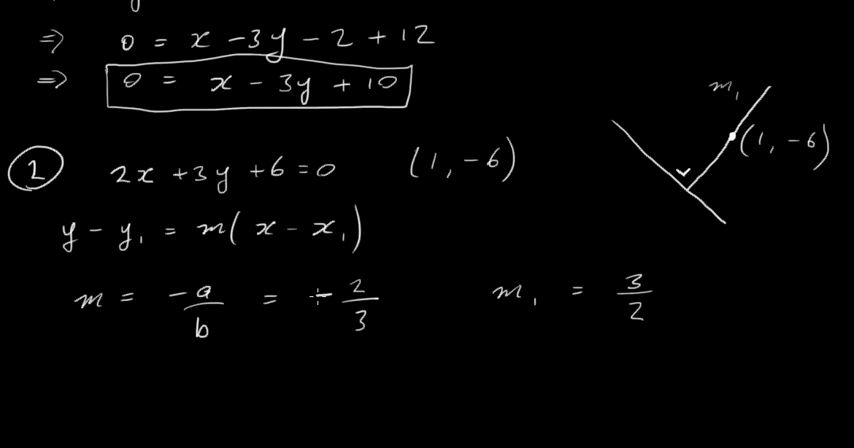 ⇒ 0 = x - 3y - 2 + 12
⇒ 0 = x - 3y + 10
m₁
(1, -6)
② 2x + 3y + 6 = 0 (1, -6)
y - y₁ = m(x - x₁)
m = -a/b = -2/3 m₁ = 3/2